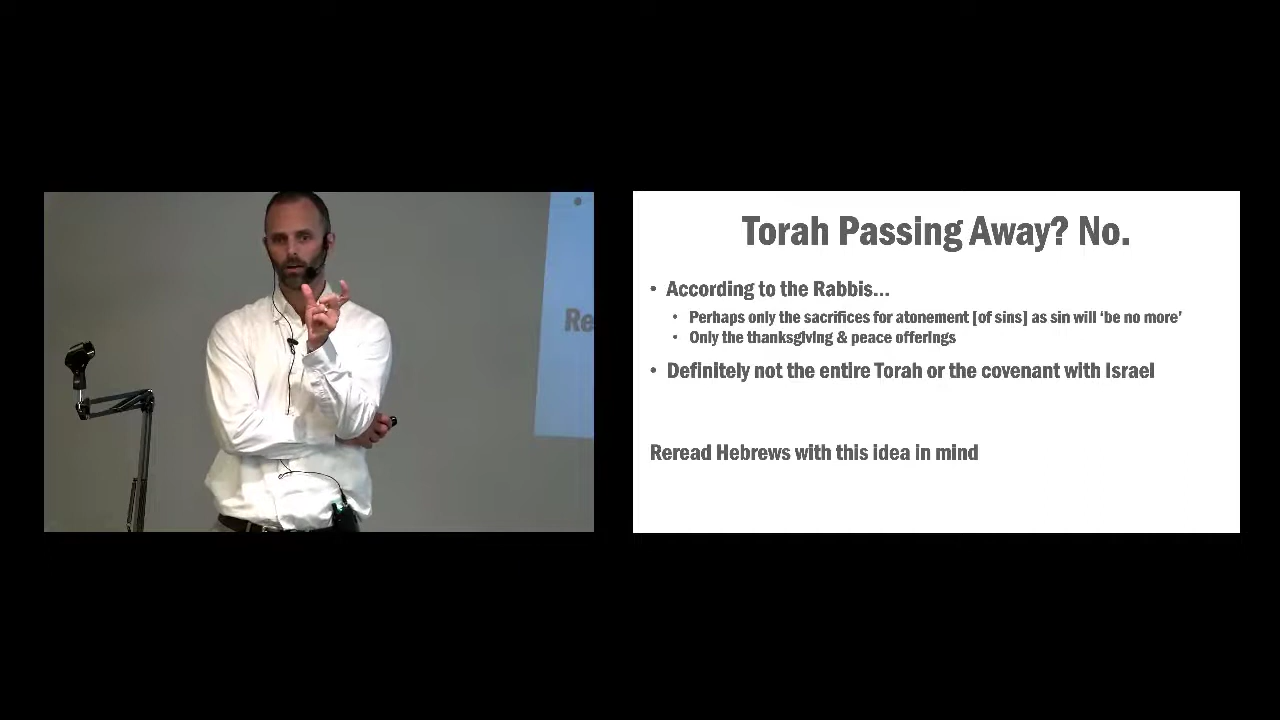 Re
Torah Passing Away? No.
• According to the Rabbis...
• Perhaps only the sacrifices for atonement [of sins] as sin will ‘be no more’
• Only the thanksgiving & peace offerings
• Definitely not the entire Torah or the covenant with Israel
Reread Hebrews with this idea in mind